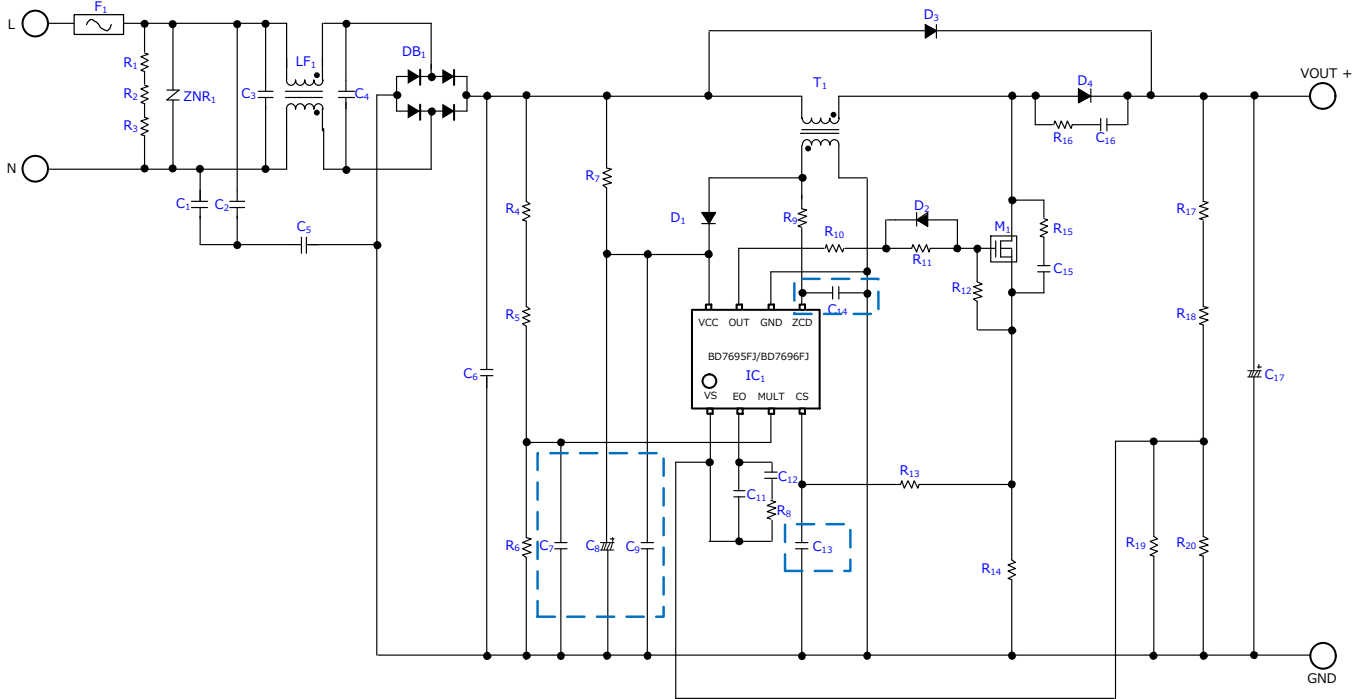 F₁
L
R₁
R₂
R₃
ZNR₁
C₃
LF₁
C₄
DB₁
N
C₁
C₂
C₅
D₃
VOUT +
T₁
D₄
R₁₆
C₁₆
R₇
R₄
D₁
R₉
R₁₀
D₂
R₁₁
M₁
R₁₅
C₁₅
R₁₂
R₁₇
C₁₄
R₅
R₁₈
VCC OUT GND ZCD
BD7695FJ/BD7696FJ
IC₁
VS EO MULT CS
C₆
C₁₇
C₁₂
C₁₁
R₈
R₁₃
R₆
C₇
C₈
+
C₉
C₁₃
R₁₄
R₁₉
R₂₀
+
GND